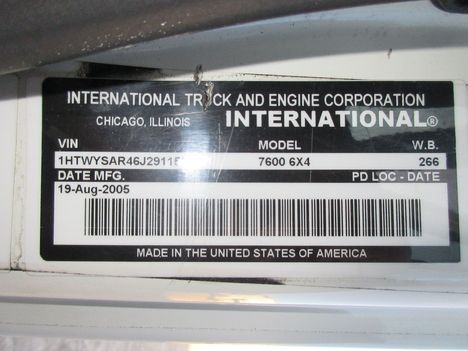 INTERNATIONAL TRUCK AND ENGINE CORPORATION
CHICAGO, ILLINOIS INTERNATIONAL®
VIN MODEL W.B.
7600 6X4 266
DATE MFG. PD LOC - DATE
19-Aug-2005
MADE IN THE UNITED STATES OF AMERICA